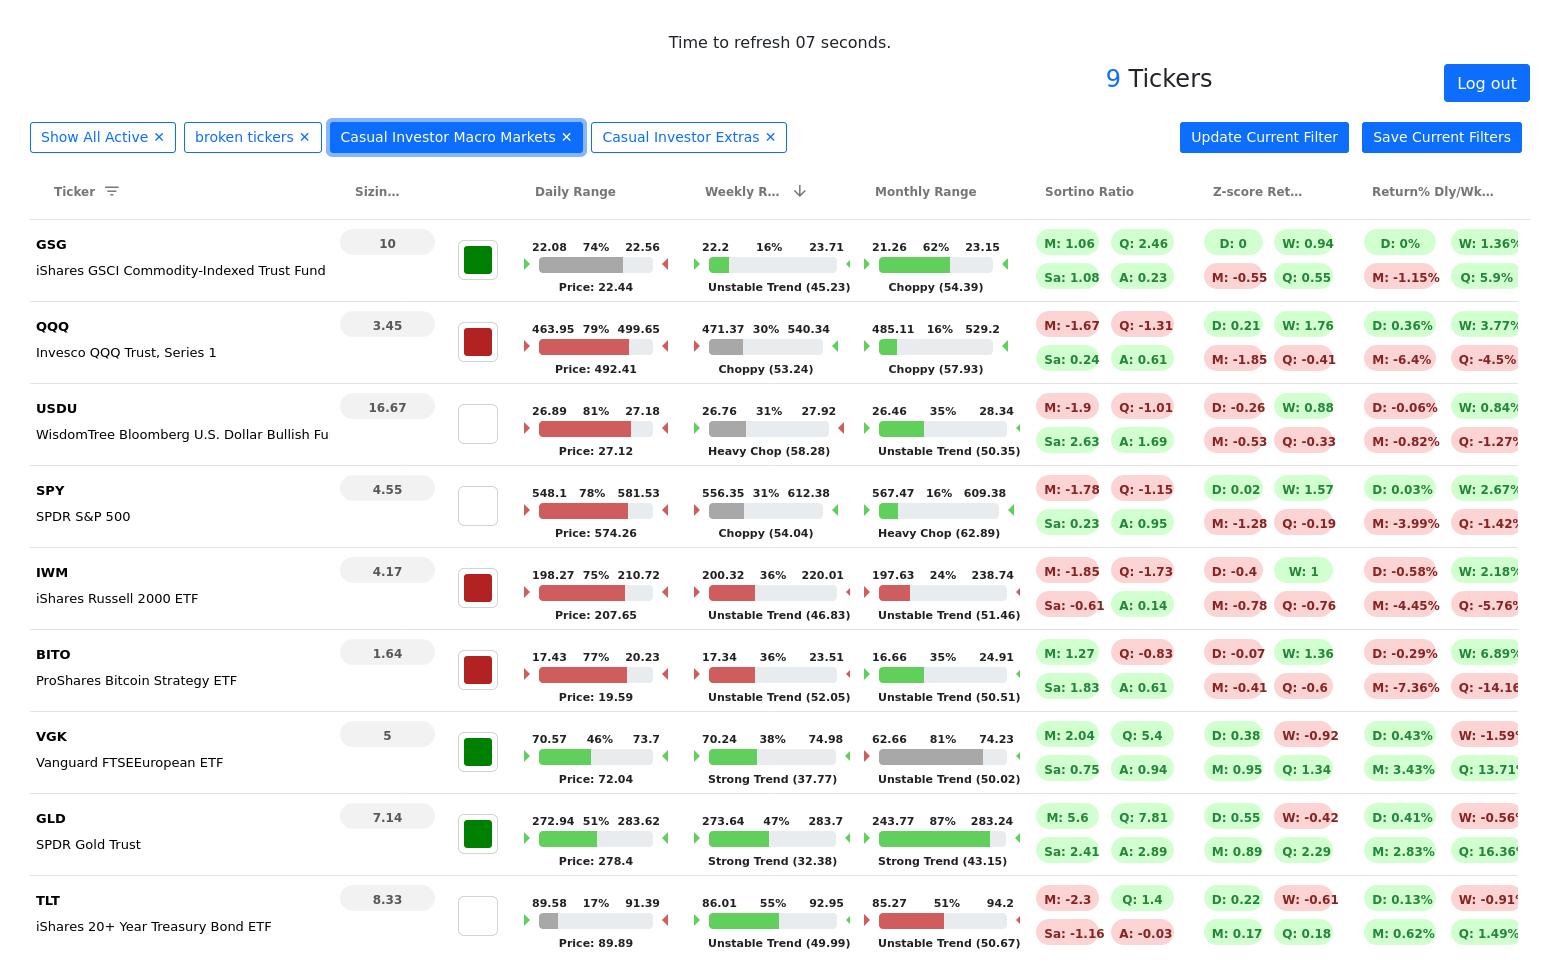 Time to refresh 07 seconds.
9 Tickers
Log out
Show All Active ✕ broken tickers ✕ Casual Investor Macro Markets ✕ Casual Investor Extras ✕ Update Current Filter Save Current Filters
Ticker Sizin… Daily Range Weekly R… Monthly Range Sortino Ratio Z-score Ret… Return% Dly/Wk…
GSG 10 22.08 74% 22.56 22.2 16% 23.71 21.26 62% 23.15 M: 1.06 Q: 2.46 D: 0 W: 0.94 D: 0% W: 1.36%
iShares GSCI Commodity-Indexed Trust Fund Sa: 1.08 A: 0.23 M: -0.55 Q: 0.55 M: -1.15% Q: 5.9%
Price: 22.44 Unstable Trend (45.23) Choppy (54.39)
QQQ 3.45 463.95 79% 499.65 471.37 30% 540.34 485.11 16% 529.2 M: -1.67 Q: -1.31 D: 0.21 W: 1.76 D: 0.36% W: 3.77%
Invesco QQQ Trust, Series 1 Sa: 0.24 A: 0.61 M: -1.85 Q: -0.41 M: -6.4% Q: -4.5%
Price: 492.41 Choppy (53.24) Choppy (57.93)
USDU 16.67 26.89 81% 27.18 26.76 31% 27.92 26.46 35% 28.34 M: -1.9 Q: -1.01 D: -0.26 W: 0.88 D: -0.06% W: 0.84%
WisdomTree Bloomberg U.S. Dollar Bullish Fu Sa: 2.63 A: 1.69 M: -0.53 Q: -0.33 M: -0.82% Q: -1.27%
Price: 27.12 Heavy Chop (58.28) Unstable Trend (50.35)
SPY 4.55 548.1 78% 581.53 556.35 31% 612.38 567.47 16% 609.38 M: -1.78 Q: -1.15 D: 0.02 W: 1.57 D: 0.03% W: 2.67%
SPDR S&P 500 Sa: 0.23 A: 0.95 M: -1.28 Q: -0.19 M: -3.99% Q: -1.42%
Price: 574.26 Choppy (54.04) Heavy Chop (62.89)
IWM 4.17 198.27 75% 210.72 200.32 36% 220.01 197.63 24% 238.74 M: -1.85 Q: -1.73 D: -0.4 W: 1 D: -0.58% W: 2.18%
iShares Russell 2000 ETF Sa: -0.61 A: 0.14 M: -0.78 Q: -0.76 M: -4.45% Q: -5.76%
Price: 207.65 Unstable Trend (46.83) Unstable Trend (51.46)
BITO 1.64 17.43 77% 20.23 17.34 36% 23.51 16.66 35% 24.91 M: 1.27 Q: -0.83 D: -0.07 W: 1.36 D: -0.29% W: 6.89%
ProShares Bitcoin Strategy ETF Sa: 1.83 A: 0.61 M: -0.41 Q: -0.6 M: -7.36% Q: -14.16
Price: 19.59 Unstable Trend (52.05) Unstable Trend (50.51)
VGK 5 70.57 46% 73.7 70.24 38% 74.98 62.66 81% 74.23 M: 2.04 Q: 5.4 D: 0.38 W: -0.92 D: 0.43% W: -1.59%
Vanguard FTSEEuropean ETF Sa: 0.75 A: 0.94 M: 0.95 Q: 1.34 M: 3.43% Q: 13.71%
Price: 72.04 Strong Trend (37.77) Unstable Trend (50.02)
GLD 7.14 272.94 51% 283.62 273.64 47% 283.7 243.77 87% 283.24 M: 5.6 Q: 7.81 D: 0.55 W: -0.42 D: 0.41% W: -0.56%
SPDR Gold Trust Sa: 2.41 A: 2.89 M: 0.89 Q: 2.29 M: 2.83% Q: 16.36%
Price: 278.4 Strong Trend (32.38) Strong Trend (43.15)
TLT 8.33 89.58 17% 91.39 86.01 55% 92.95 85.27 51% 94.2 M: -2.3 Q: 1.4 D: 0.22 W: -0.61 D: 0.13% W: -0.91%
iShares 20+ Year Treasury Bond ETF Sa: -1.16 A: -0.03 M: 0.17 Q: 0.18 M: 0.62% Q: 1.49%
Price: 89.89 Unstable Trend (49.99) Unstable Trend (50.67)